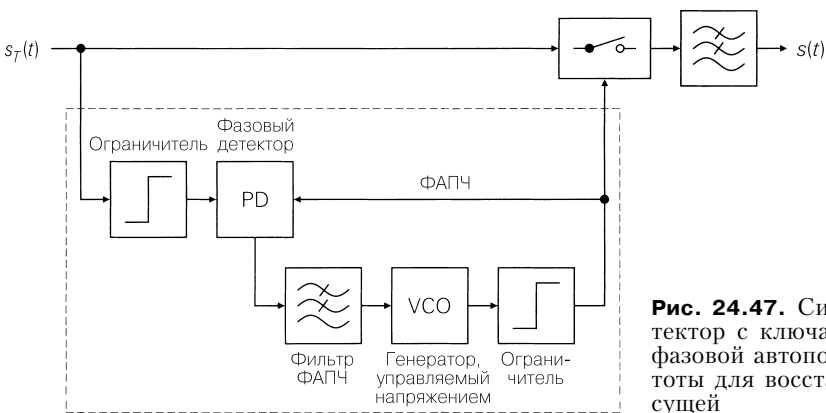 s_T(t)
s(t)
Ограничитель
Фазовый
детектор
PD
ФАПЧ
VCO
Фильтр
ФАПЧ
Генератор,
управляемый
напряжением
Ограни-
читель
Рис. 24.47. Си
тектор с ключа
фазовой автопо
тоты для восста
сущей